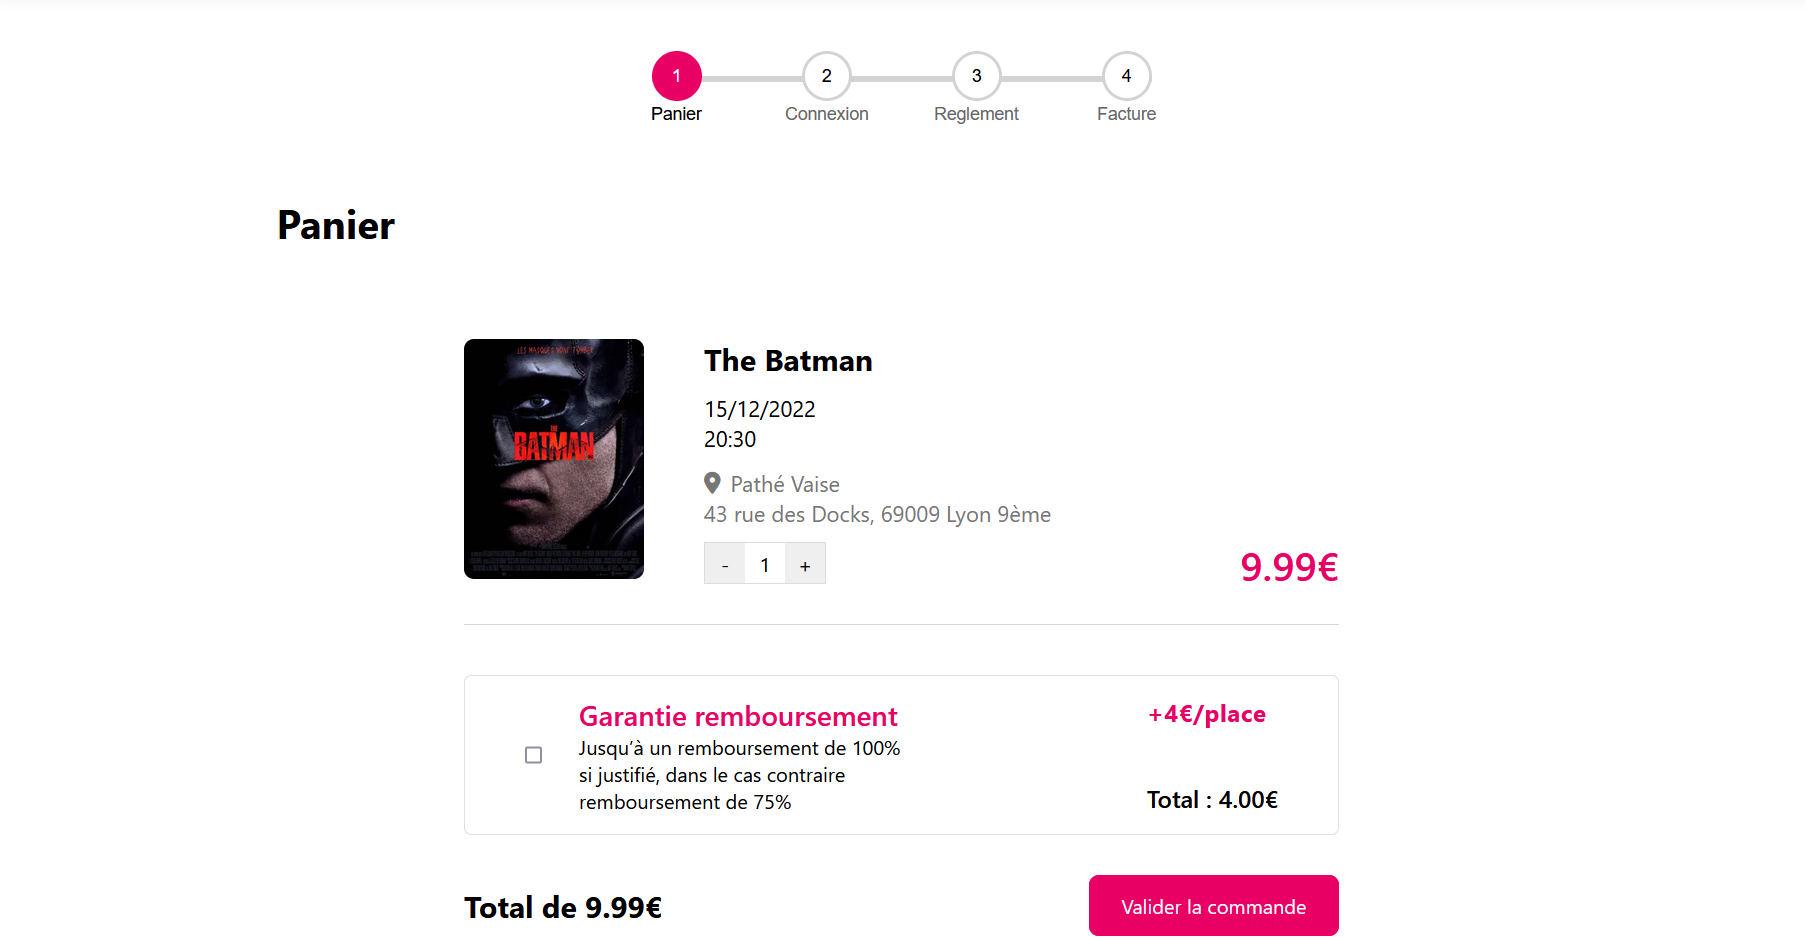 1
2
3
4
Panier
Connexion
Reglement
Facture
Panier
LES MASQUES VONT TOMBER
THE
BATMAN
The Batman
15/12/2022
20:30
Pathé Vaise
43 rue des Docks, 69009 Lyon 9ème
- 1 +
9.99€
Garantie remboursement
+4€/place
Jusqu'à un remboursement de 100%
si justifié, dans le cas contraire
remboursement de 75%
Total : 4.00€
Total de 9.99€
Valider la commande